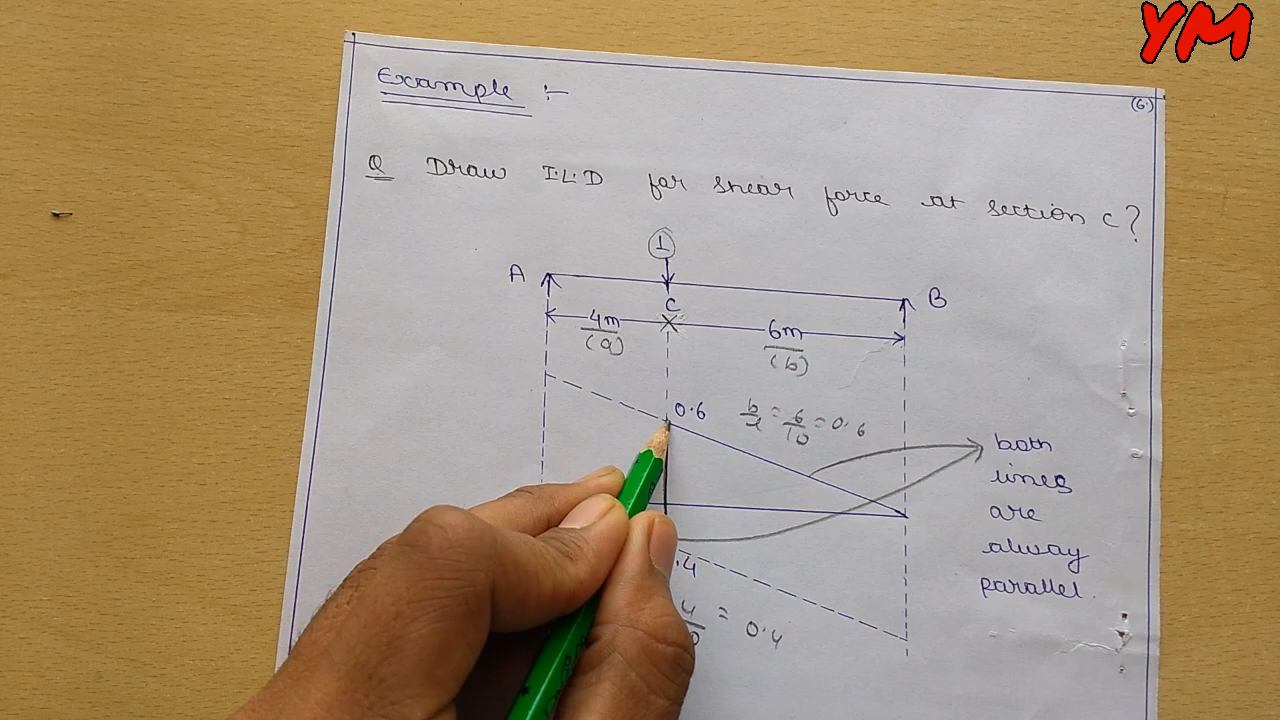 YM
(6.)
Example :-
Q Draw I.L.D for shear force at section c?
1
A B
C
4m 6m
(a) (b)
0.6 b/l = 6/10 = 0.6
both
lines
are
alway
parallel.
.4
= 0.4